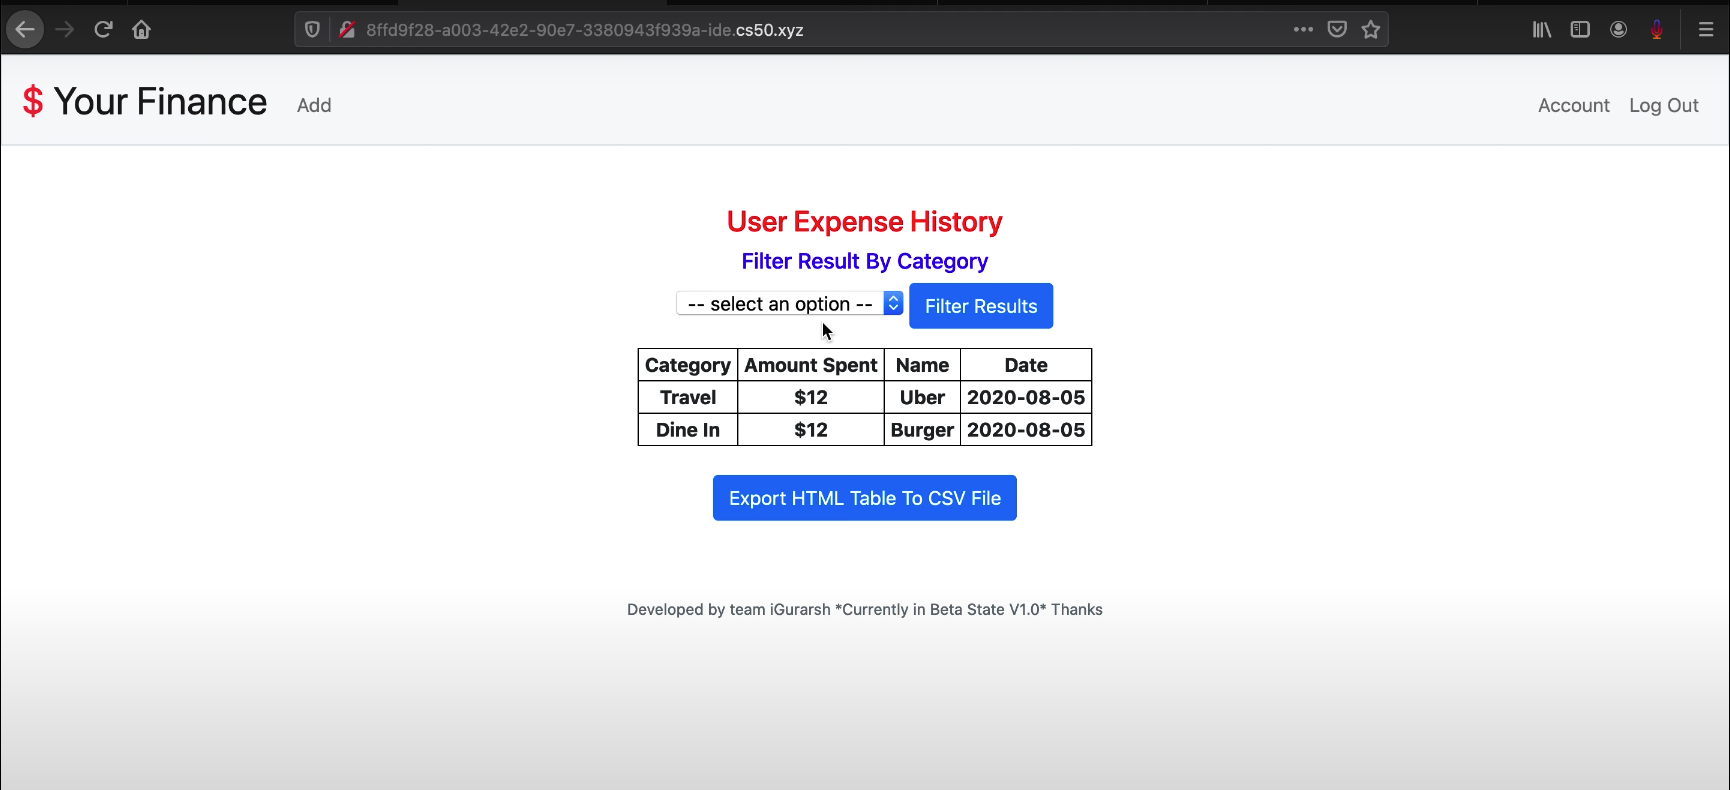 8ffd9f28-a003-42e2-90e7-3380943f939a-ide.cs50.xyz
$ Your Finance Add Account Log Out
User Expense History
Filter Result By Category
-- select an option -- Filter Results
Category Amount Spent Name Date
Travel $12 Uber 2020-08-05
Dine In $12 Burger 2020-08-05
Export HTML Table To CSV File
Developed by team iGurarsh *Currently in Beta State V1.0* Thanks